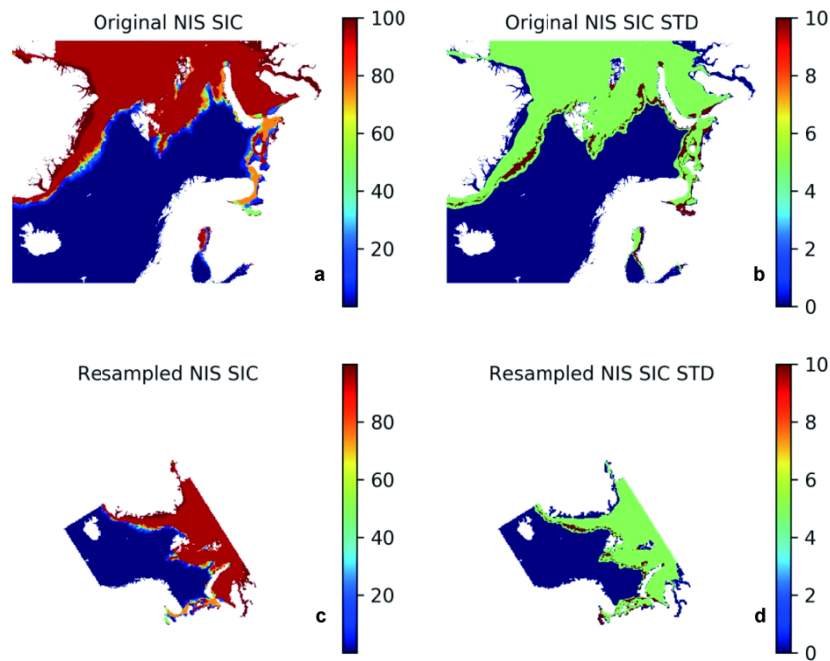 Original NIS SIC
100
80
60
40
20
a
Original NIS SIC STD
10
8
6
4
2
0
b
Resampled NIS SIC
80
60
40
20
c
Resampled NIS SIC STD
10
8
6
4
2
0
d